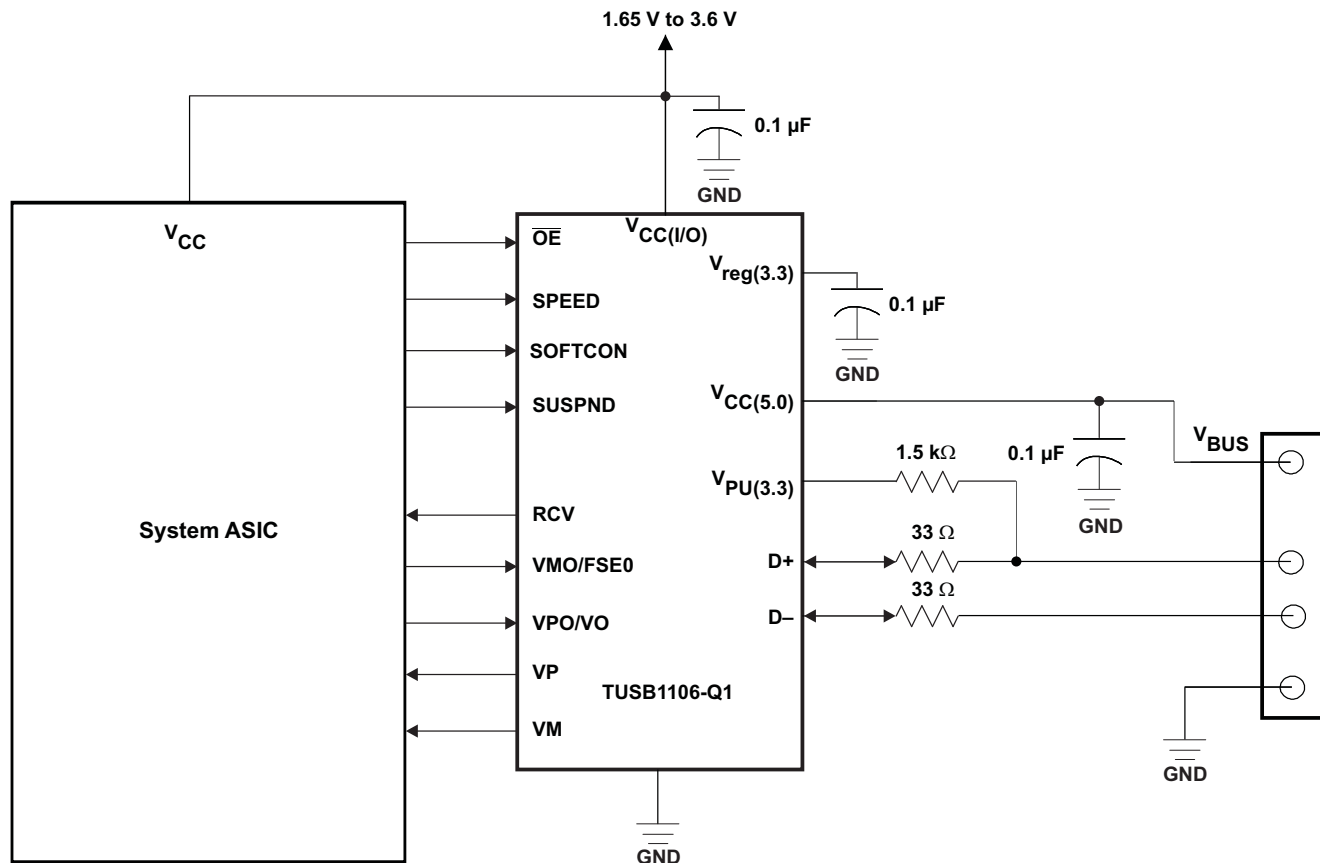 1.65 V to 3.6 V
0.1 µF
GND
VCC
VCC(I/O)
OE
SPEED
SOFTCON
SUSPND
RCV
VMO/FSE0
VPO/VO
VP
VM
System ASIC
TUSB1106-Q1
Vreg(3.3)
0.1 µF
GND
VCC(5.0)
VBUS
0.1 µF
GND
VPU(3.3)
1.5 kΩ
D+
33 Ω
D–
33 Ω
GND
GND